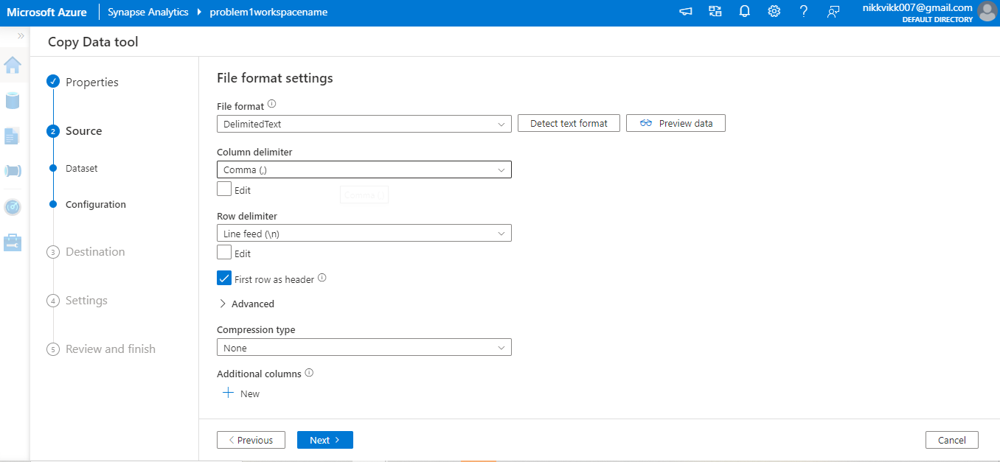 Microsoft Azure
Synapse Analytics
problem1workspacename
nikkvikk007@gmail.com
DEFAULT DIRECTORY
Copy Data tool
Properties
2 Source
Dataset
Configuration
3 Destination
4 Settings
5 Review and finish
File format settings
File format
DelimitedText
Detect text format
Preview data
Column delimiter
Comma (,)
Edit
Comma (,)
Row delimiter
Line feed (\n)
Edit
First row as header
Advanced
Compression type
None
Additional columns
New
Previous
Next
Cancel